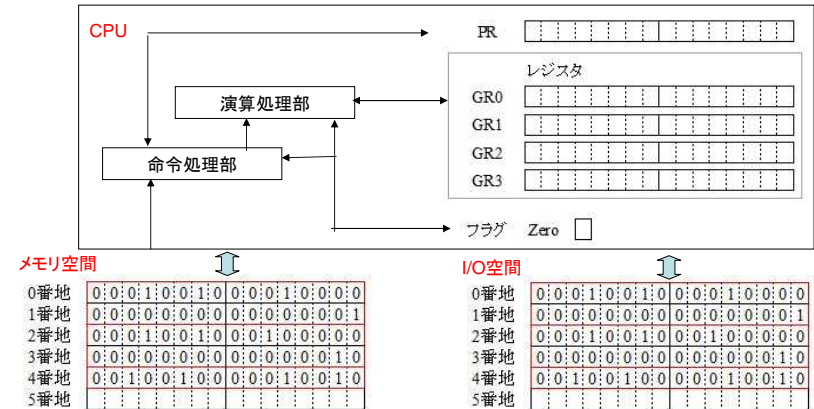 CPU
PR
レジスタ
演算処理部
GR0
GR1
命令処理部
GR2
GR3
フラグ Zero
メモリ空間
0番地 0 0 0 1 0 0 1 0 0 0 0 1 0 0 0 0
1番地 0 0 0 0 0 0 0 0 0 0 0 0 0 0 0 1
2番地 0 0 0 1 0 0 1 0 0 0 1 0 0 0 0 0
3番地 0 0 0 0 0 0 0 0 0 0 0 0 0 0 1 0
4番地 0 0 1 0 0 1 0 0 0 0 0 1 0 0 1 0
5番地
I/O空間
0番地 0 0 0 1 0 0 1 0 0 0 0 1 0 0 0 0
1番地 0 0 0 0 0 0 0 0 0 0 0 0 0 0 0 1
2番地 0 0 0 1 0 0 1 0 0 0 1 0 0 0 0 0
3番地 0 0 0 0 0 0 0 0 0 0 0 0 0 0 1 0
4番地 0 0 1 0 0 1 0 0 0 0 0 1 0 0 1 0
5番地